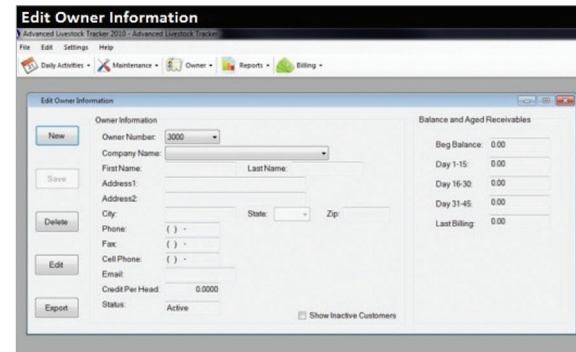 Edit Owner Information
Advanced Livestock Tracker 2010 - Advanced Livestock Tracker
File Edit Settings Help
Daily Activities Maintenance Owner Reports Billing
Edit Owner Information
Owner Information
Balance and Aged Receivables
New
Owner Number: 3000
Beg Balance: 0.00
Company Name:
First Name: Last Name:
Day 1-15: 0.00
Save
Address1:
Day 16-30: 0.00
Address2:
Day 31-45: 0.00
City: State: Zip:
Delete
Last Billing: 0.00
Phone: ( ) -
Fax: ( ) -
Cell Phone: ( ) -
Edit
Email:
Credit Per Head: 0.0000
Export
Status: Active
Show Inactive Customers